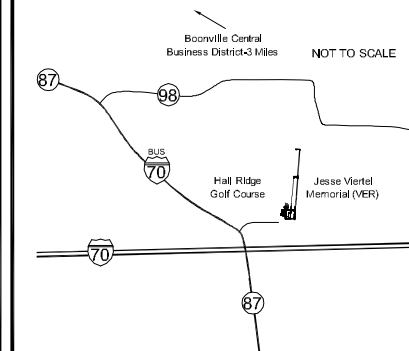 Boonville Central
Business District-3 Miles
NOT TO SCALE
87
98
BUS
70
Hail Ridge
Golf Course
Jesse Viertel
Memorial (VER)
70
87